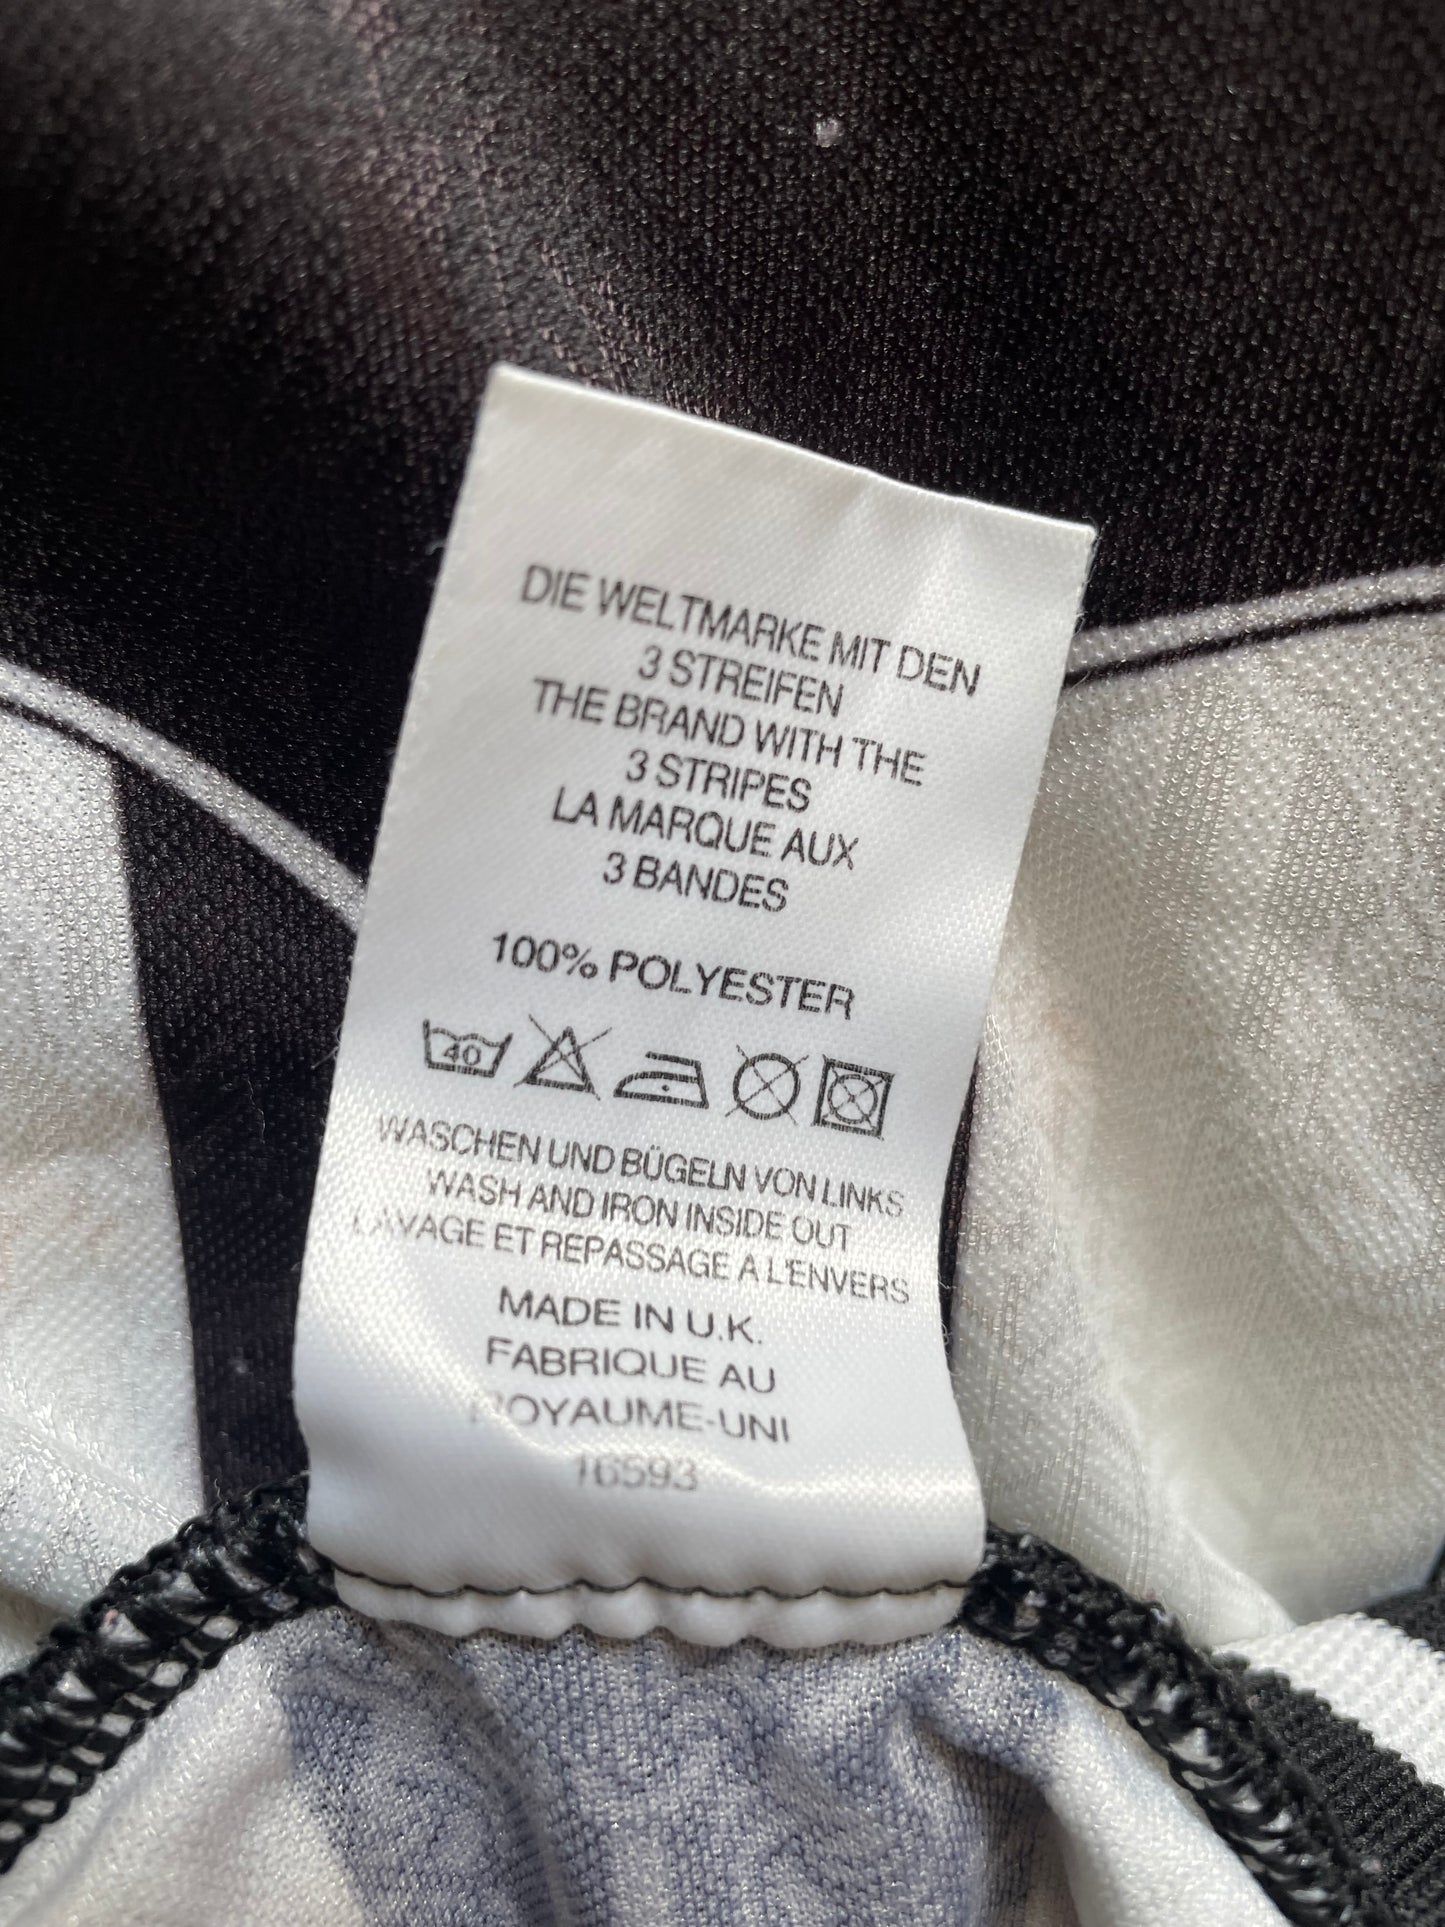 DIE WELTMARKE MIT DEN
3 STREIFEN
THE BRAND WITH THE
3 STRIPES
LA MARQUE AUX
3 BANDES
100% POLYESTER
40
WASCHEN UND BÜGELN VON LINKS
WASH AND IRON INSIDE OUT
LAVAGE ET REPASSAGE A L'ENVERS
MADE IN U.K.
FABRIQUE AU
ROYAUME-UNI
16593